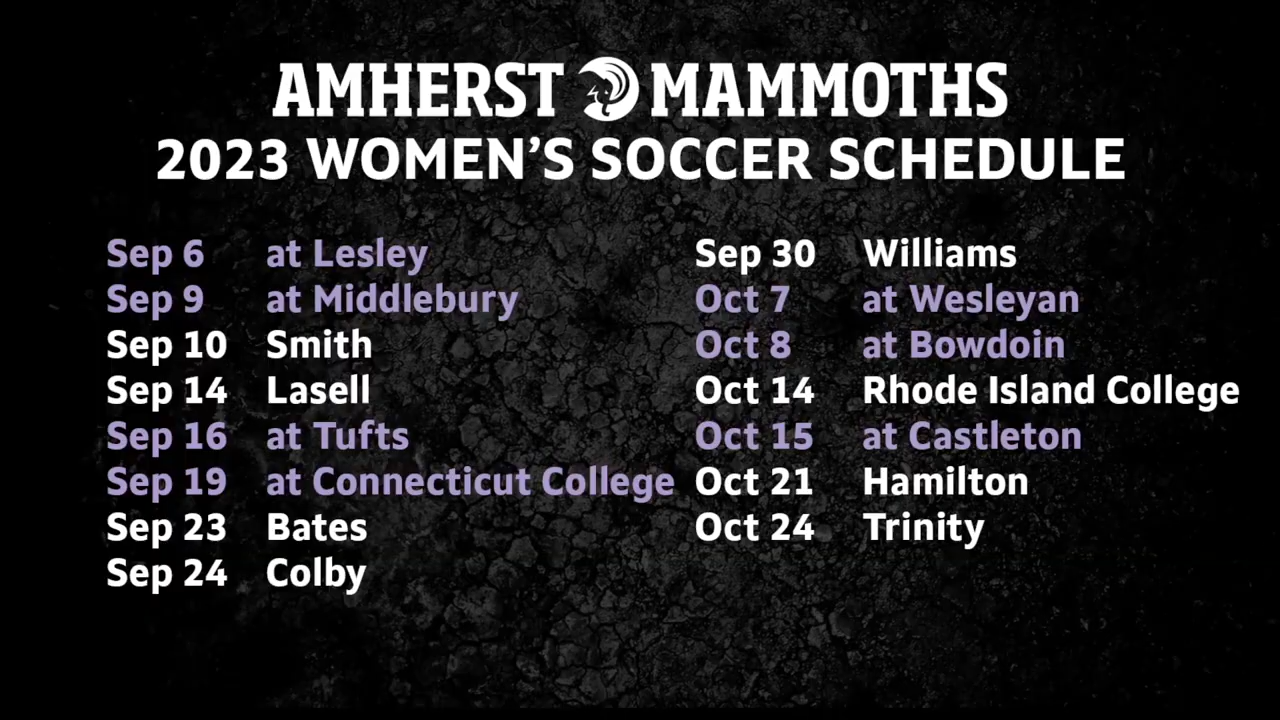 AMHERST MAMMOTHS
2023 WOMEN'S SOCCER SCHEDULE
Sep 6 at Lesley
Sep 9 at Middlebury
Sep 10 Smith
Sep 14 Lasell
Sep 16 at Tufts
Sep 19 at Connecticut College
Sep 23 Bates
Sep 24 Colby
Sep 30 Williams
Oct 7 at Wesleyan
Oct 8 at Bowdoin
Oct 14 Rhode Island College
Oct 15 at Castleton
Oct 21 Hamilton
Oct 24 Trinity